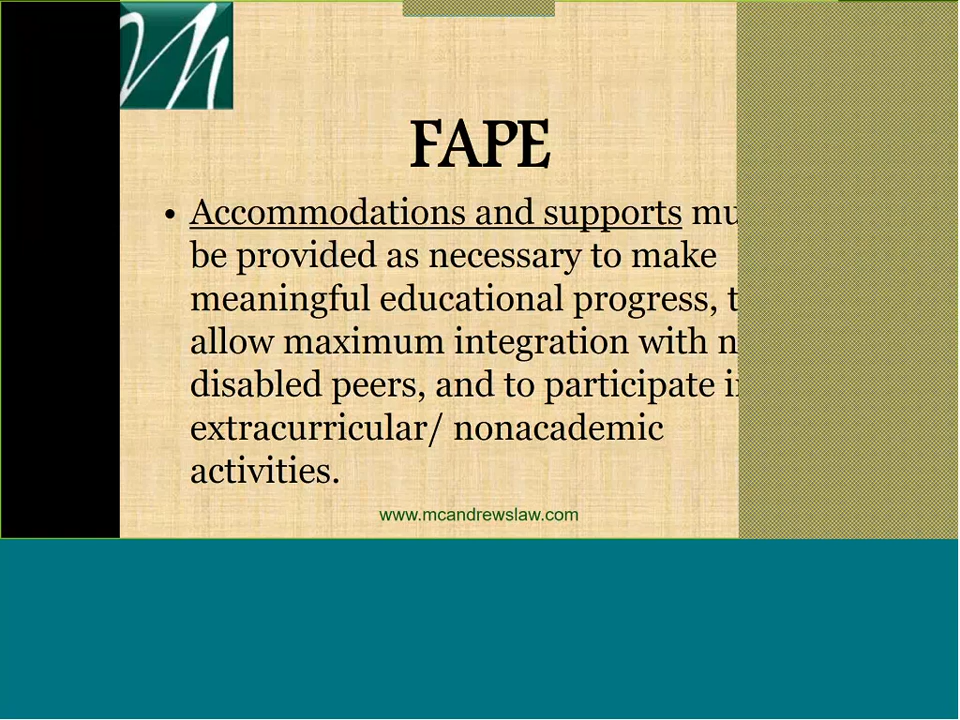 FAPE
• Accommodations and supports
be provided as necessary to make
meaningful educational progress,
allow maximum integration with
disabled peers, and to participate
extracurricular/ nonacademic
activities.
www.mcandrewslaw.com